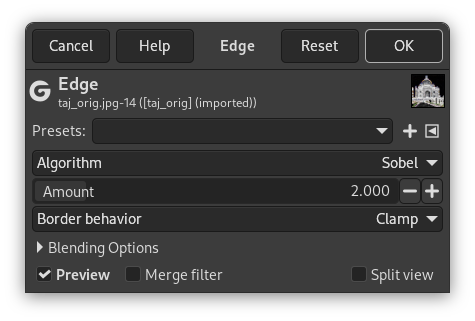 Cancel Help Edge Reset OK
Edge
taj_orig.jpg-14 ([taj_orig] (imported))
Presets:
Algorithm Sobel
Amount 2.000
Border behavior Clamp
Blending Options
Preview Merge filter Split view